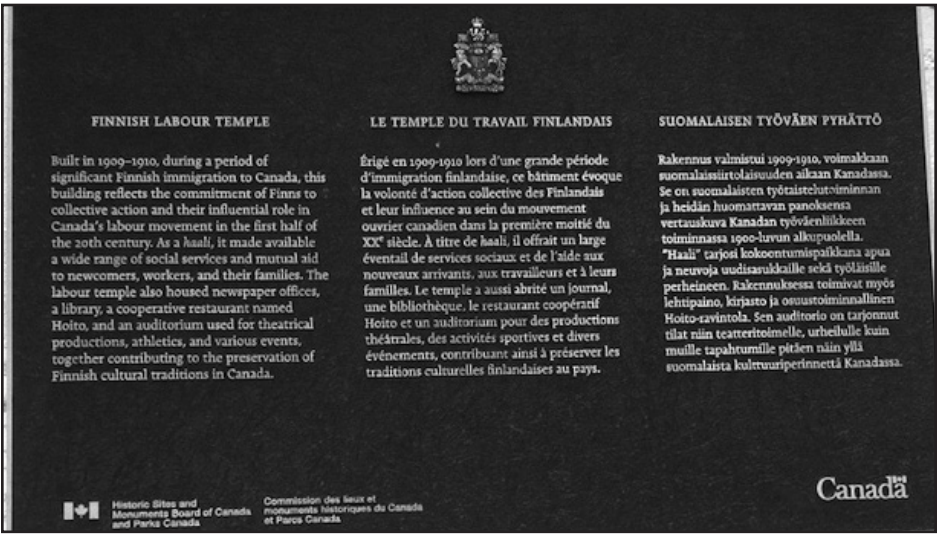 FINNISH LABOUR TEMPLE
Built in 1909–1910, during a period of
significant Finnish immigration to Canada, this
building reflects the commitment of Finns to
collective action and their influential role in
Canada's labour movement in the first half of
the 20th century. As a haali, it made available
a wide range of social services and mutual aid
to newcomers, workers, and their families. The
labour temple also housed newspaper offices,
a library, a cooperative restaurant named
Hoito, and an auditorium used for theatrical
productions, athletics, and various events,
together contributing to the preservation of
Finnish cultural traditions in Canada.
LE TEMPLE DU TRAVAIL FINLANDAIS
Érigé en 1909-1910 lors d'une grande période
d'immigration finlandaise, ce bâtiment évoque
la volonté d'action collective des Finlandais
et leur influence au sein du mouvement
ouvrier canadien dans la première moitié du
XXe siècle. À titre de haali, il offrait un large
éventail de services sociaux et de l'aide aux
nouveaux arrivants, aux travailleurs et à leurs
familles. Le temple a aussi abrité un journal,
une bibliothèque, le restaurant coopératif
Hoito et un auditorium pour des productions
théâtrales, des activités sportives et divers
événements, contribuant ainsi à préserver les
traditions culturelles finlandaises au pays.
SUOMALAISEN TYÖVÄEN PYHÄTTÖ
Rakennus valmistui 1909-1910, voimakkaan
suomalaissiirtolaisuuden aikaan Kanadassa.
Se on suomalaisten työtaistelutoiminnan
ja heidän huomattavan panoksensa
vertauskuva Kanadan työväenliikkeen
toiminnassa 1900-luvun alkupuolella.
"Haali" tarjosi kokoontumispaikkana apua
ja neuvoja uudisasukkaille sekä työläisille
perheineen. Rakennuksessa toimivat myös
lehtipaino, kirjasto ja osuustoiminnallinen
Hoito-ravintola. Sen auditorio on tarjonnut
tilat niin teatteritoimelle, urheilulle kuin
muille tapahtumille pitäen näin yllä
suomalaista kulttuuriperinnettä Kanadassa.
Historic Sites and
Monuments Board of Canada
and Parks Canada
Commission des lieux et
monuments historiques du Canada
et Parcs Canada
Canada